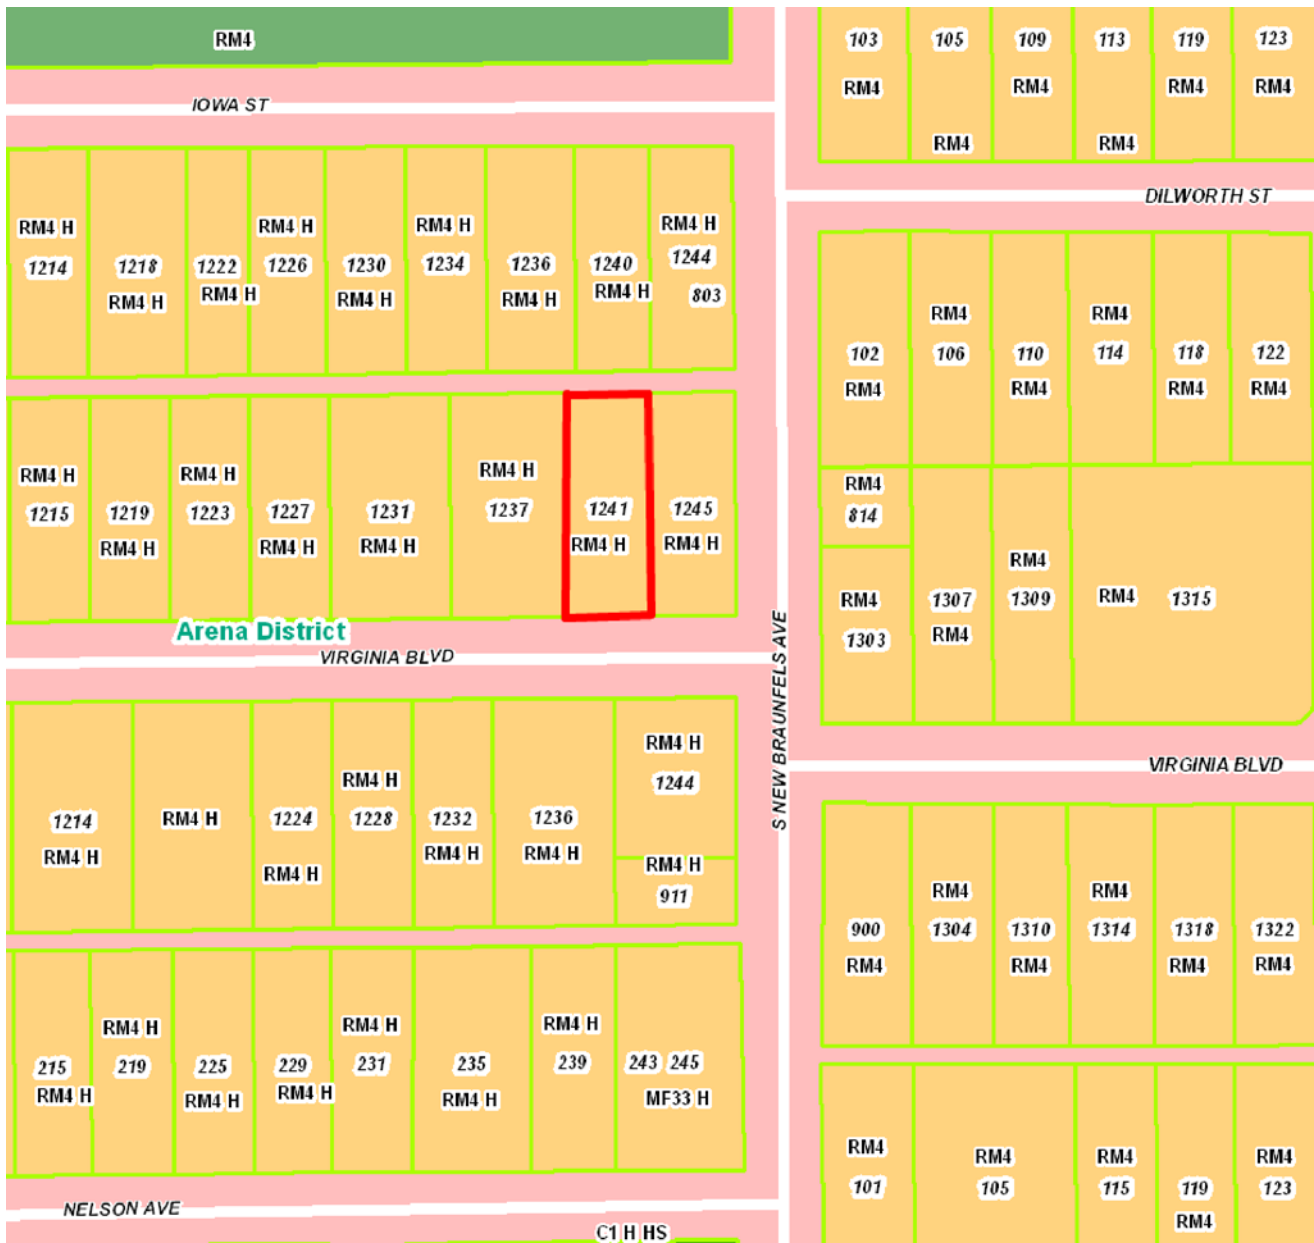 RM4
103 105 109 113 119 123
RM4 RM4 RM4 RM4
RM4 RM4
IOWA ST
DILWORTH ST
RM4 H RM4 H RM4 H RM4 H
1214 1218 1222 1226 1230 1234 1236 1240 1244
RM4 H RM4 H RM4 H RM4 H RM4 H 803
RM4 RM4
102 106 110 114 118 122
RM4 RM4 RM4 RM4
RM4 H RM4 H RM4 H
1215 1219 1223 1227 1231 1237 1241 1245
RM4 H RM4 H RM4 H RM4 H RM4 H
RM4
814
RM4
RM4 1307 1309 RM4 1315
1303 RM4
Arena District
VIRGINIA BLVD
S NEW BRAUNFELS AVE
VIRGINIA BLVD
RM4 H
1244
RM4 H
1214 RM4 H 1224 1228 1232 1236
RM4 H RM4 H RM4 H RM4 H
RM4 H
911
RM4 RM4
900 1304 1310 1314 1318 1322
RM4 RM4 RM4 RM4
RM4 H RM4 H RM4 H
215 219 225 229 231 235 239 243 245
RM4 H RM4 H RM4 H RM4 H MF33 H
RM4 RM4 RM4 RM4
101 105 115 119 123
RM4
NELSON AVE
C1 H HS